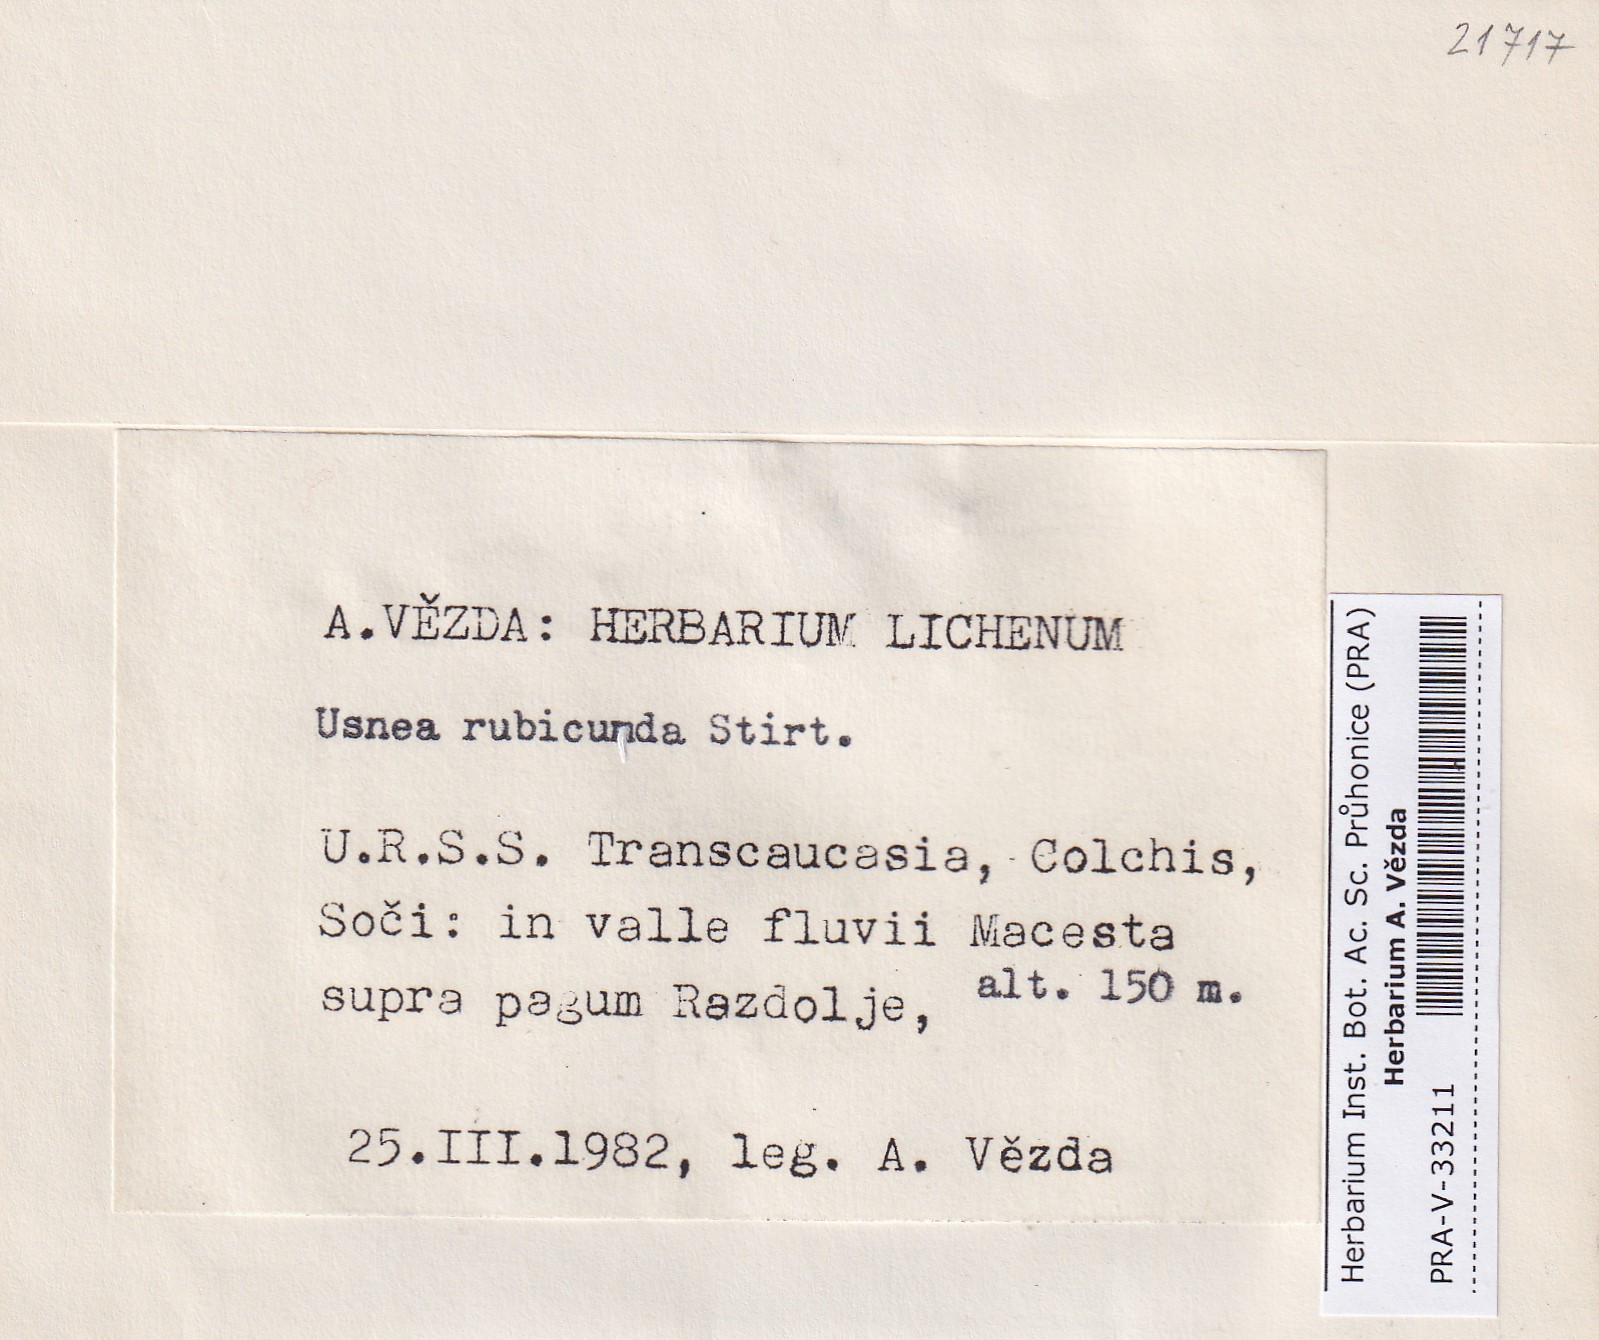 21717
A.VĚZDA: HERBARIUM LICHENUM
Usnea rubicunda Stirt.
U.R.S.S. Transcaucasia, Colchis,
Soči: in valle fluvii Macesta
supra pagum Razdolje, alt. 150 m.
25.III.1982, leg. A. Vězda
Herbarium Inst. Bot. Ac. Sc. Průhonice (PRA)
Herbarium A. Vězda
PRA-V-33211